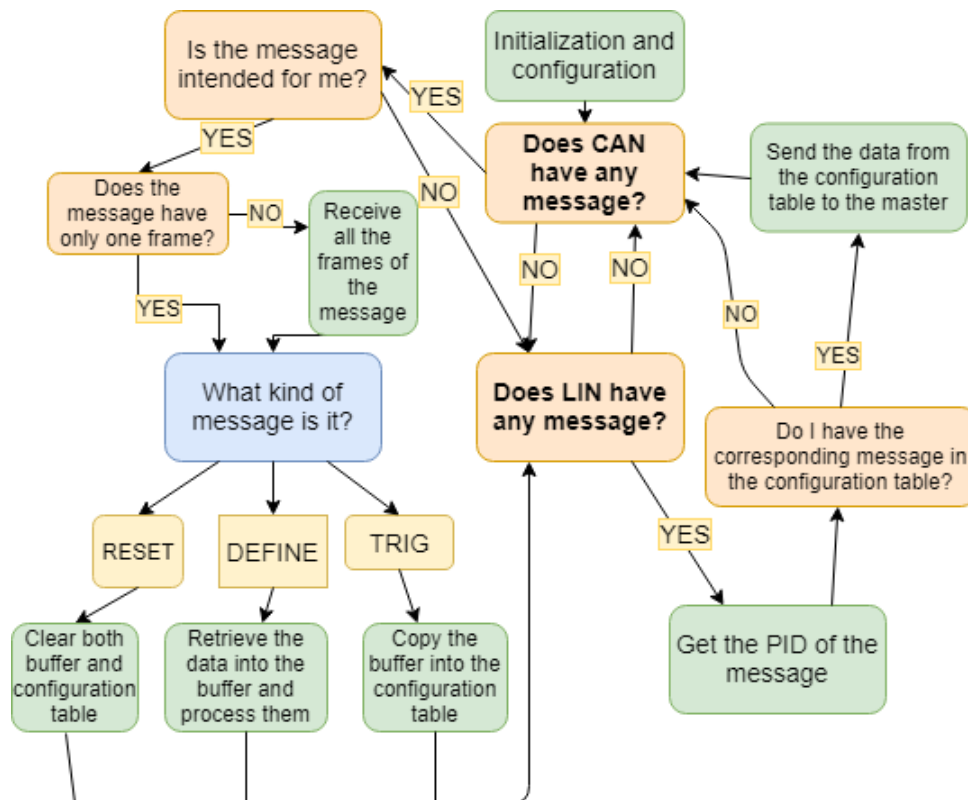 Is the message
intended for me?
Initialization and
configuration
YES
YES
Does CAN
have any
message?
Send the data from
the configuration
table to the master
Does the
message have
only one frame?
NO
Receive
all the
frames of
the
message
NO
NO
NO
NO
YES
YES
What kind of
message is it?
Does LIN have
any message?
Do I have the
corresponding message in
the configuration table?
RESET
DEFINE
TRIG
YES
Clear both
buffer and
configuration
table
Retrieve the
data into the
buffer and
process them
Copy the
buffer into the
configuration
table
Get the PID of the
message